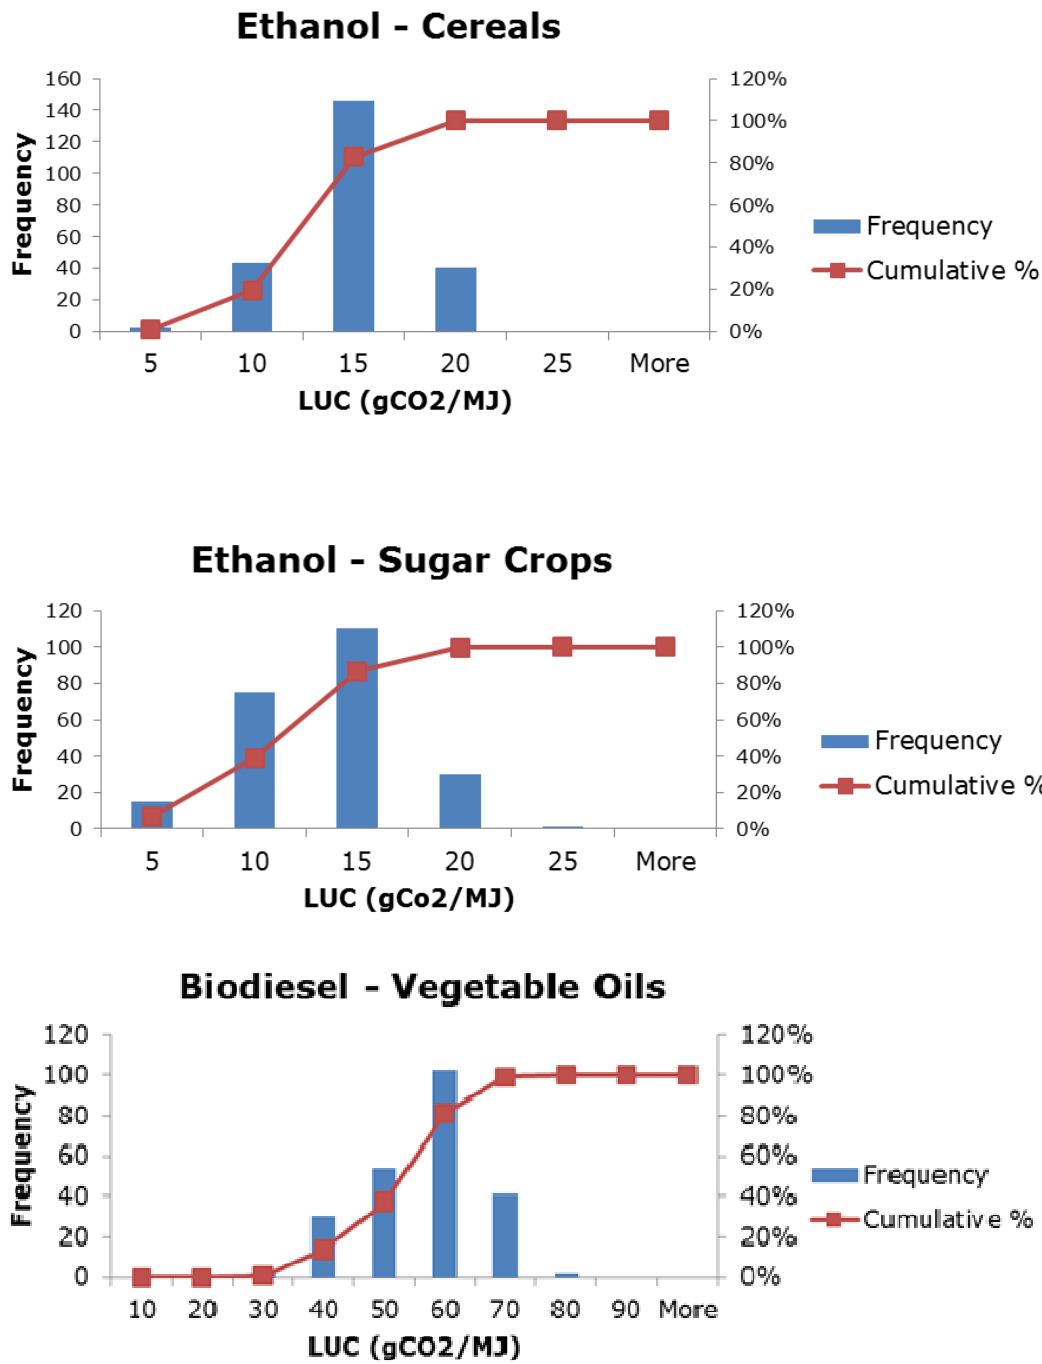 Ethanol - Cereals
160 120%
140 100%
120 80%
100 60%
80 40%
60 20%
40 0%
20
0
Frequency
5 10 15 20 25 More
LUC (gCO2/MJ)
Frequency
Cumulative %
Ethanol - Sugar Crops
120 120%
100 100%
80 80%
60 60%
40 40%
20 20%
0 0%
Frequency
5 10 15 20 25 More
LUC (gCo2/MJ)
Frequency
Cumulative %
Biodiesel - Vegetable Oils
120 120%
100 100%
80 80%
60 60%
40 40%
20 20%
0 0%
Frequency
10 20 30 40 50 60 70 80 90 More
LUC (gCO2/MJ)
Frequency
Cumulative %